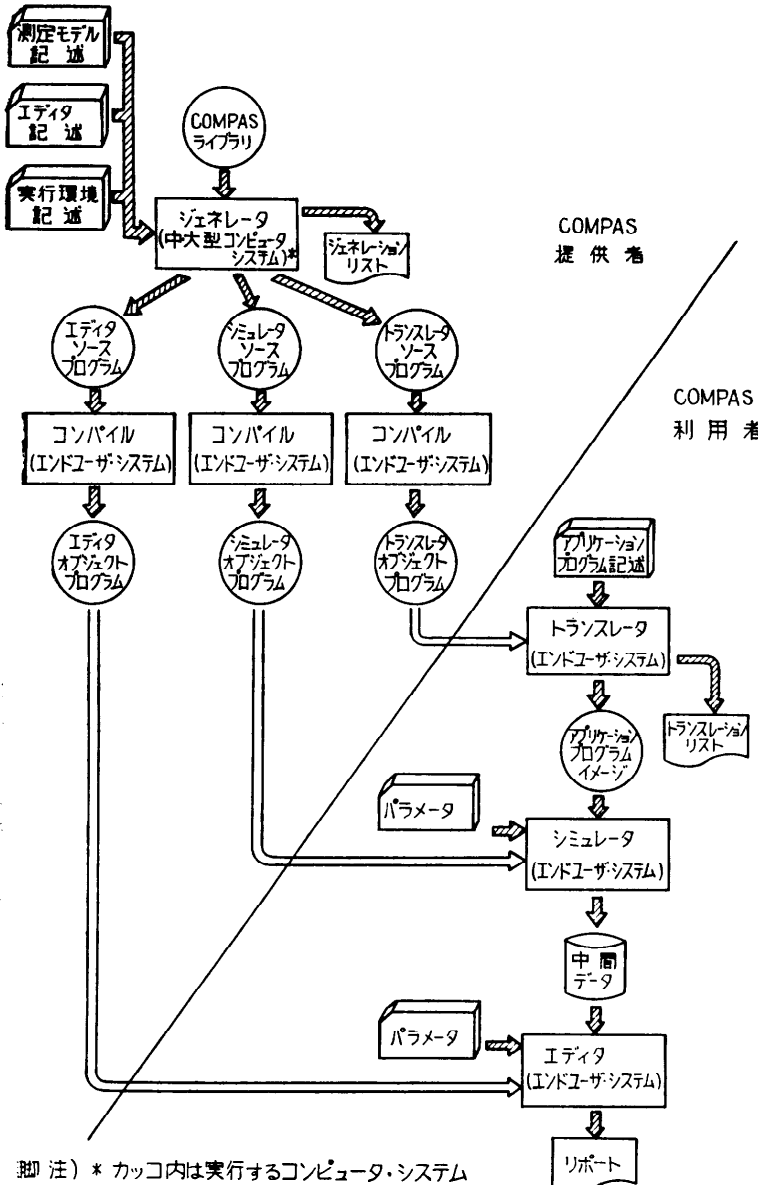 測定モデル
記述
エディタ
記述
実行環境
記述
COMPAS
ライブラリ
ジェネレータ
(中大型コンピュータ
システム)*
ジェネレーション
リスト
COMPAS
提供者
COMPAS
利用者
エディタ
ソース
プログラム
シミュレータ
ソース
プログラム
トランスレータ
ソース
プログラム
コンパイル
(エンドユーザ・システム)
コンパイル
(エンドユーザ・システム)
コンパイル
(エンドユーザ・システム)
エディタ
オブジェクト
プログラム
シミュレータ
オブジェクト
プログラム
トランスレータ
オブジェクト
プログラム
アプリケーション
プログラム記述
トランスレータ
(エンドユーザ・システム)
トランスレーション
リスト
アプリケーション
プログラム
イメージ
パラメータ
シミュレータ
(エンドユーザ・システム)
中間
データ
パラメータ
エディタ
(エンドユーザ・システム)
リポート
脚注) * カッコ内は実行するコンピュータ・システム